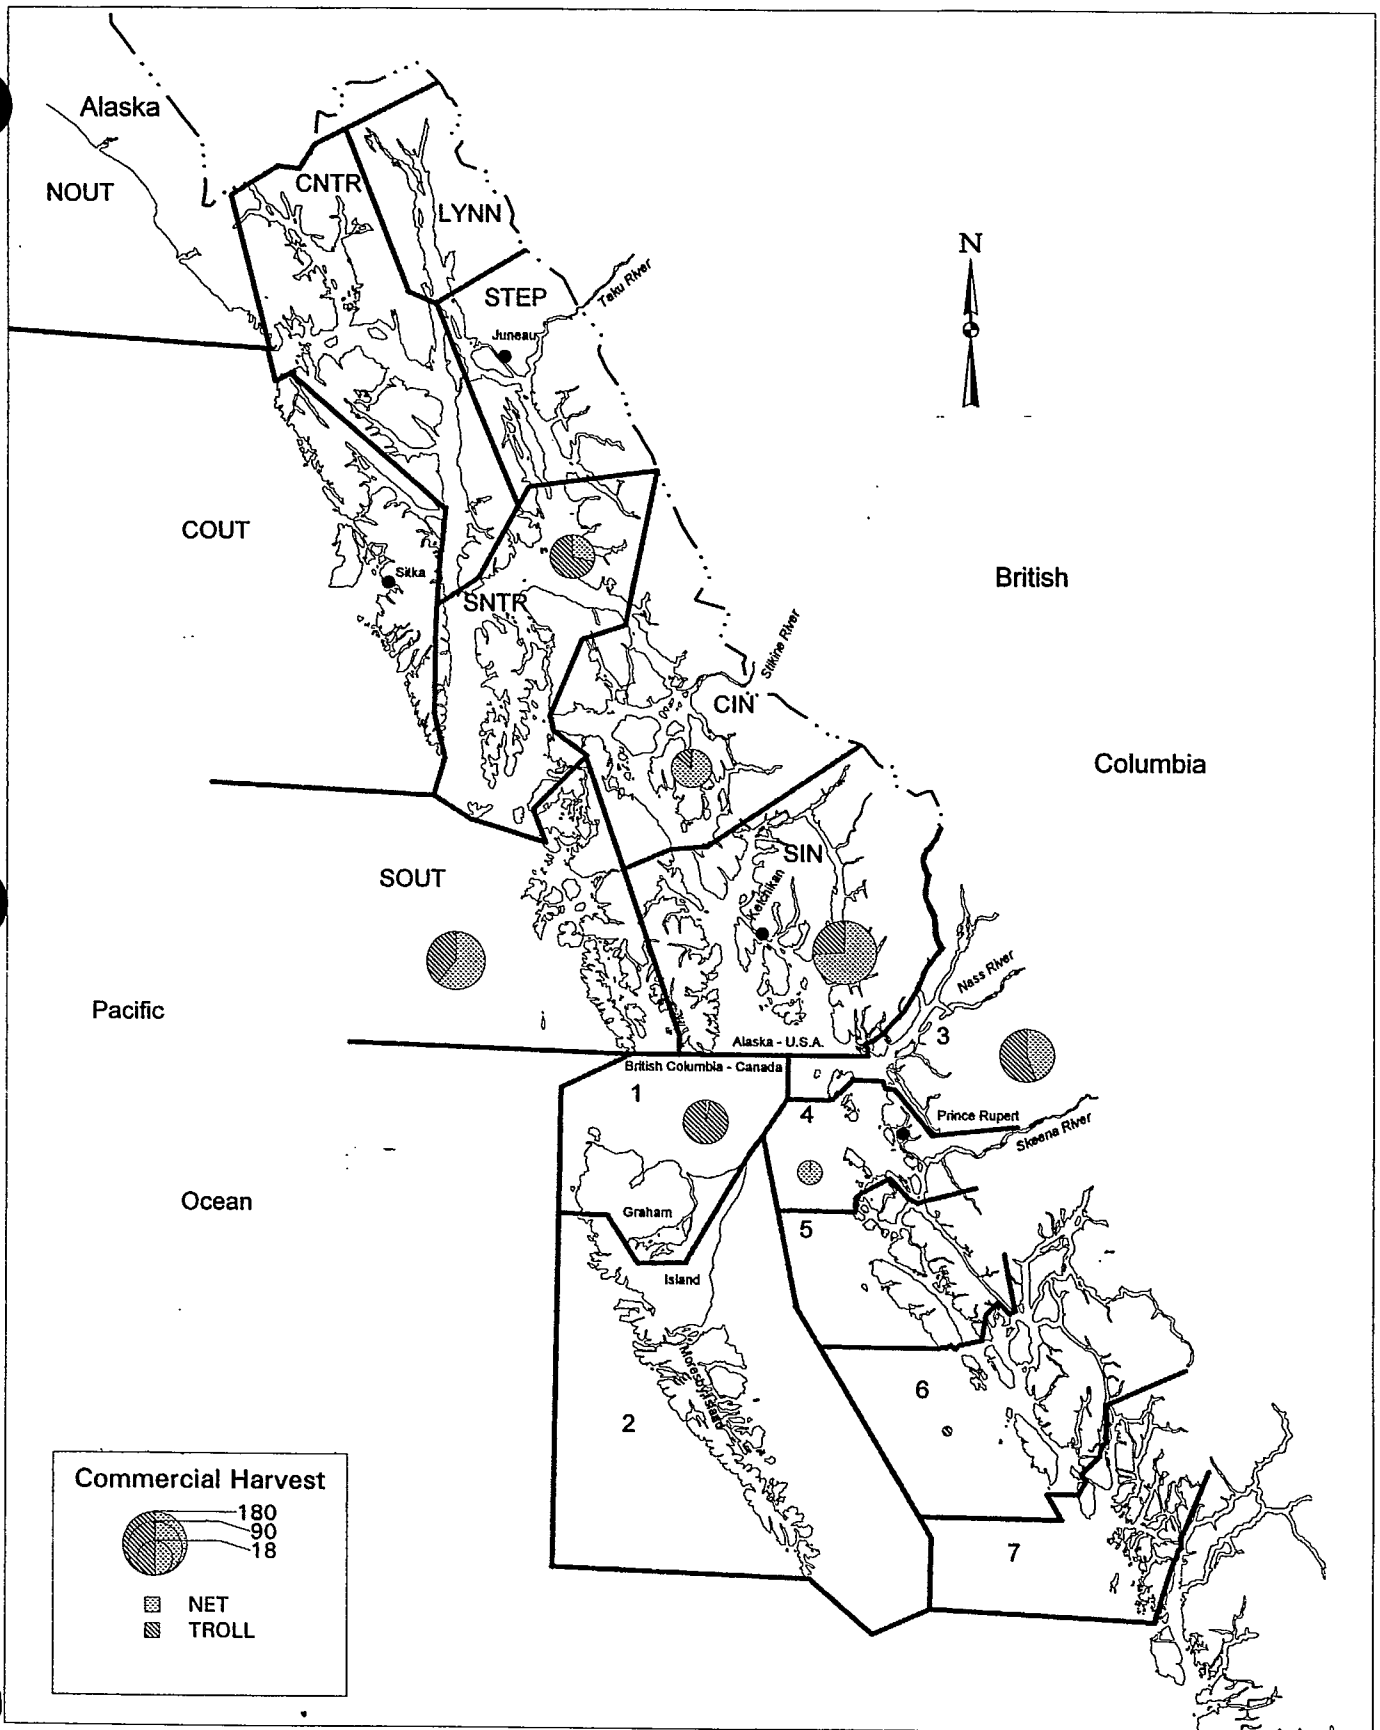 Alaska
NOUT
CNTR
LYNN
N
STEP
Taku River
Juneau
COUT
Sitka
SNTR
British
Stikine River
CIN
Columbia
SIN
SOUT
Ketchikan
Nass River
Pacific
3
Alaska - U.S.A.
British Columbia - Canada
1
4
Prince Rupert
Skeena River
Ocean
Graham
5
Island
Moresby Island
6
2
7
Commercial Harvest
180
90
18
NET
TROLL